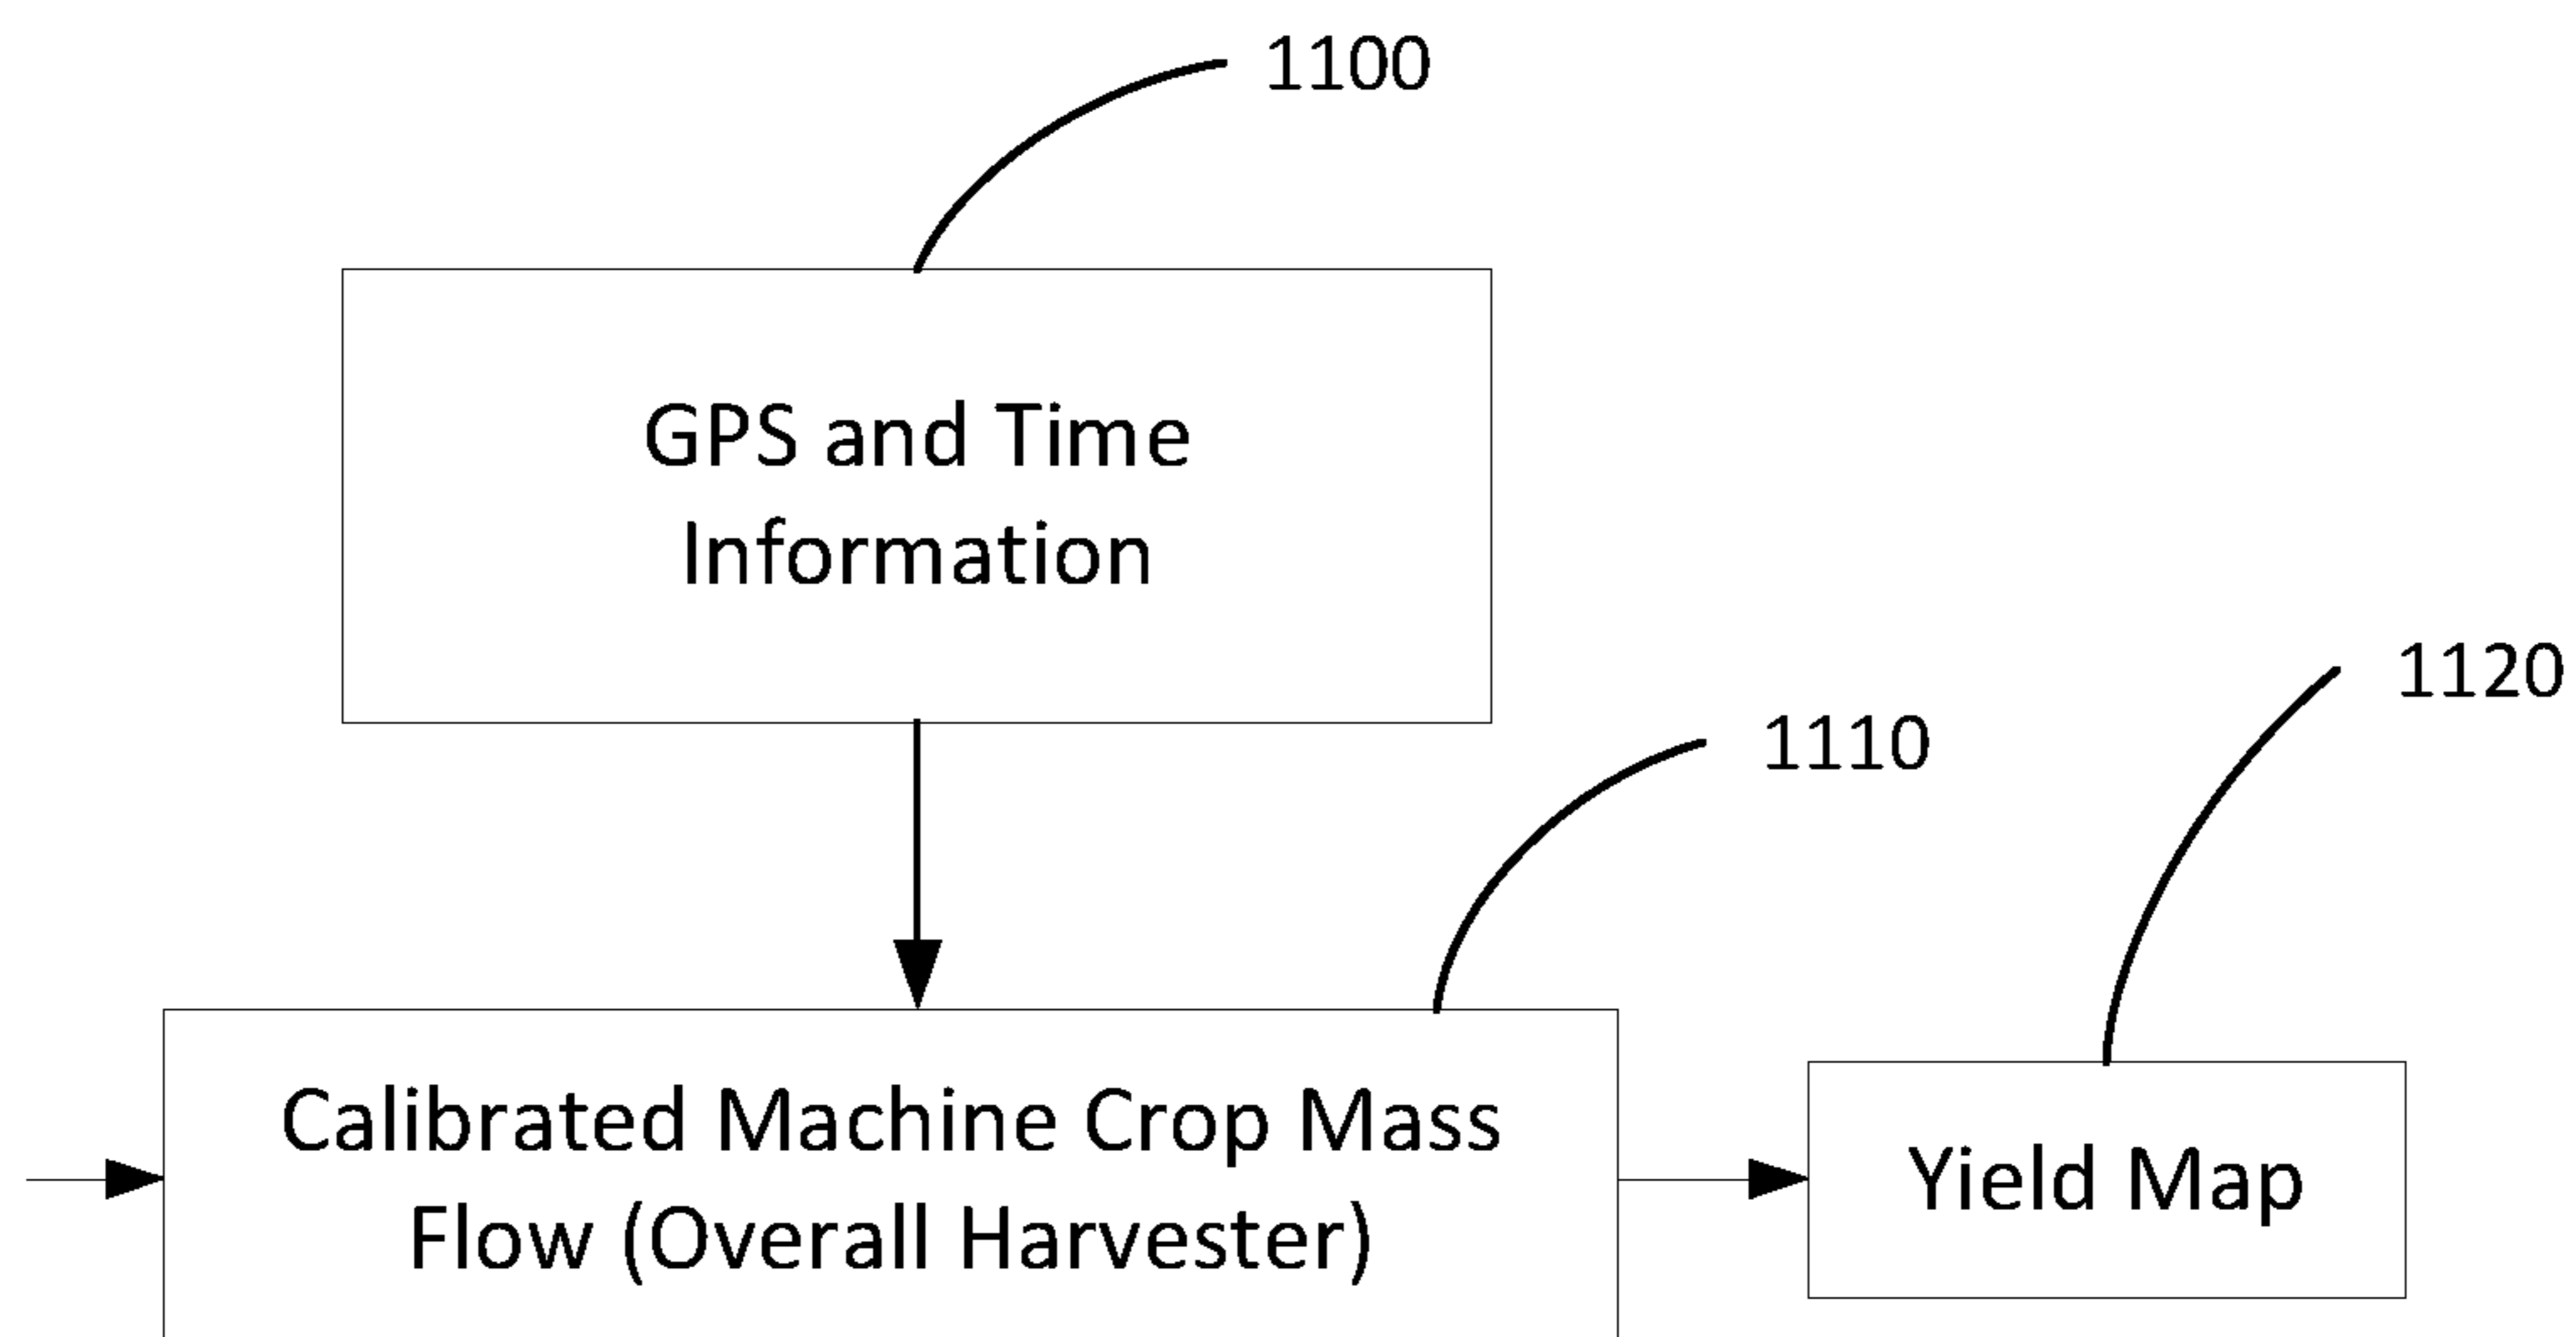 1100
GPS and Time
Information
1120
1110
Calibrated Machine Crop Mass
Flow (Overall Harvester)
Yield Map